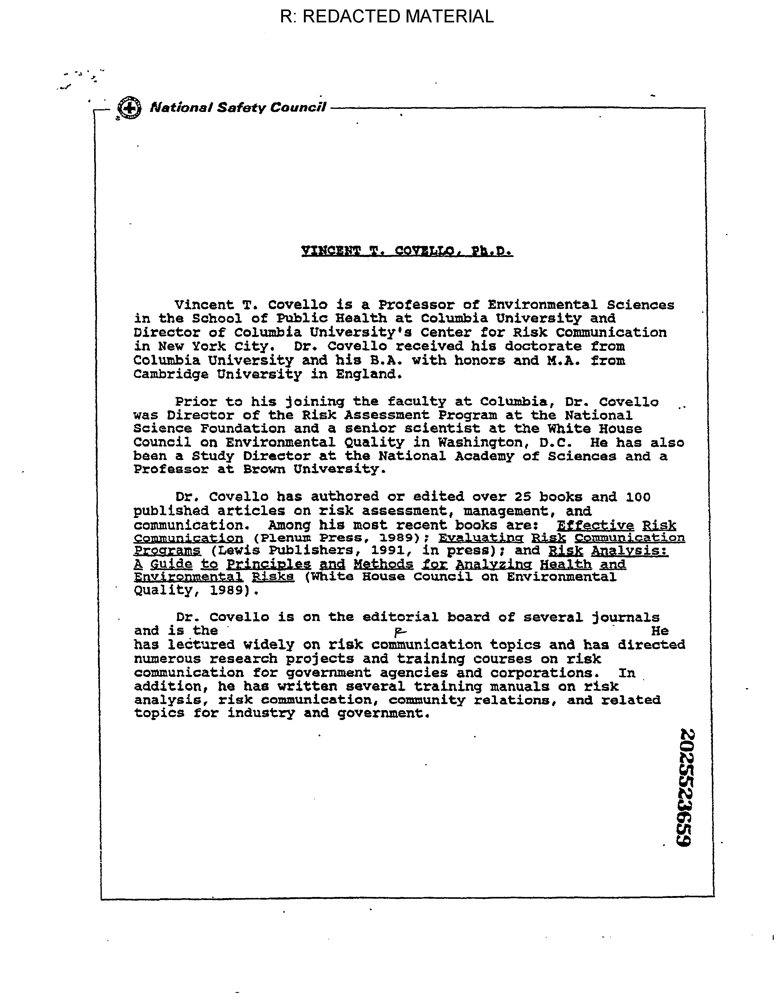 R: REDACTED MATERIAL
National Safety Council
VINCENT T. COVELLO, Ph.D.
Vincent T. Covello is a Professor of Environmental Sciences
in the School of Public Health at Columbia University and
Director of Columbia University's Center for Risk Communication
in New York City. Dr. Covello received his doctorate from
Columbia University and his B.A. with honors and M.A. from
Cambridge University in England.
Prior to his joining the faculty at Columbia, Dr. Covello
was Director of the Risk Assessment Program at the National
Science Foundation and a senior scientist at the White House
Council on Environmental Quality in Washington, D.C. He has also
been a Study Director at the National Academy of Sciences and a
Professor at Brown University.
Dr. Covello has authored or edited over 25 books and 100
published articles on risk assessment, management, and
communication. Among his most recent books are: Effective Risk
Communication (Plenum Press, 1989); Evaluating Risk Communication
Programs (Lewis Publishers, 1991, in press); and Risk Analysis:
A Guide to Principles and Methods for Analyzing Health and
Environmental Risks (White House Council on Environmental
Quality, 1989).
Dr. Covello is on the editorial board of several journals
and is the R He
has lectured widely on risk communication topics and has directed
numerous research projects and training courses on risk
communication for government agencies and corporations. In
addition, he has written several training manuals on risk
analysis, risk communication, community relations, and related
topics for industry and government.
2025523659